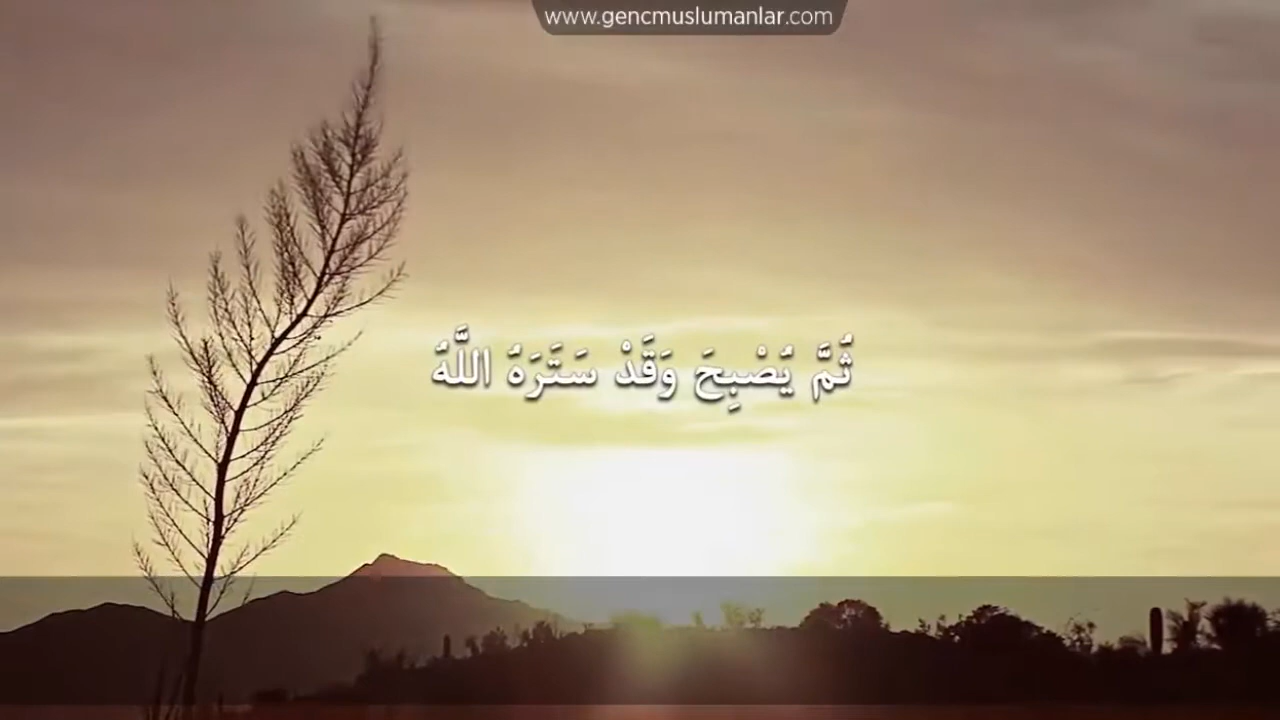 www.gencmuslumanlar.com
ثُمَّ يُصْبِحَ وَقَدْ سَتَرَهُ اللَّهُ